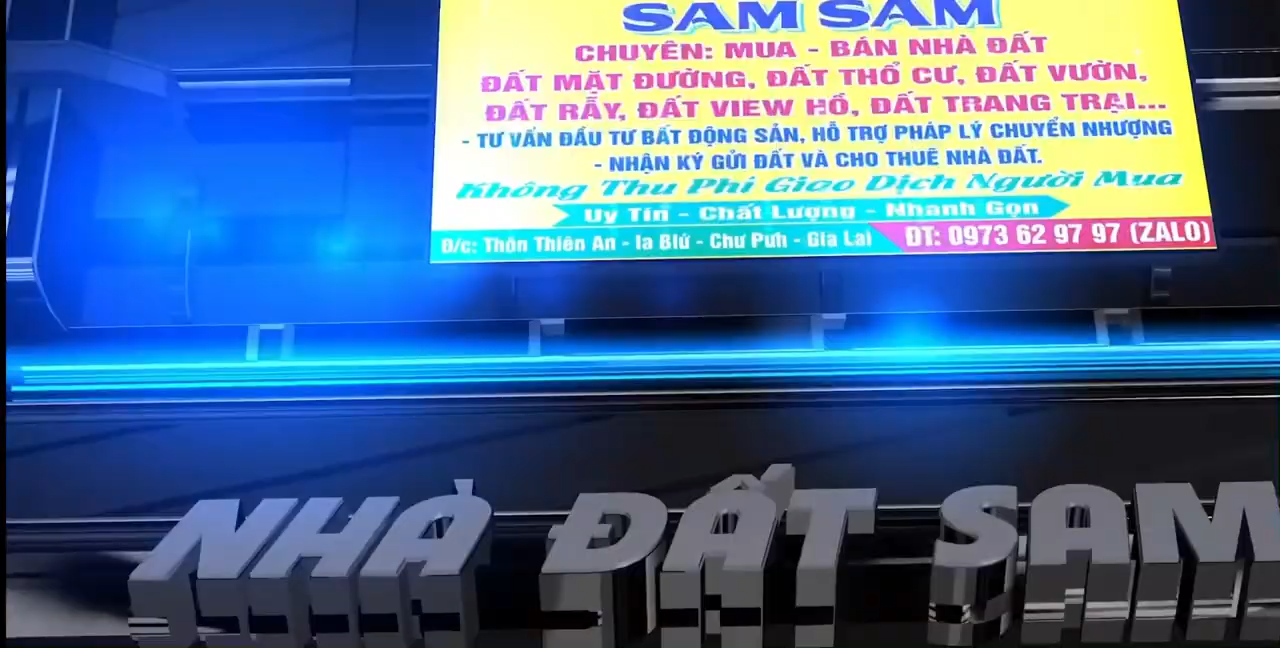 SAM SAM
CHUYÊN: MUA - BÁN NHÀ ĐẤT
ĐẤT MẶT ĐƯỜNG, ĐẤT THỔ CƯ, ĐẤT VƯỜN,
ĐẤT RẪY, ĐẤT VIEW HỒ, ĐẤT TRANG TRẠI...
- TƯ VẤN ĐẦU TƯ BẤT ĐỘNG SẢN, HỖ TRỢ PHÁP LÝ CHUYỂN NHƯỢNG
- NHẬN KÝ GỬI ĐẤT VÀ CHO THUÊ NHÀ ĐẤT.
Không Thu Phí Giao Dịch Người Mua
Uy Tín - Chất Lượng - Nhanh Gọn
Đ/c: Thôn Thiên An - Ia Blứ - Chư Pưh - Gia Lai
ĐT: 0973 62 97 97 (ZALO)
NHÀ ĐẤT SAM